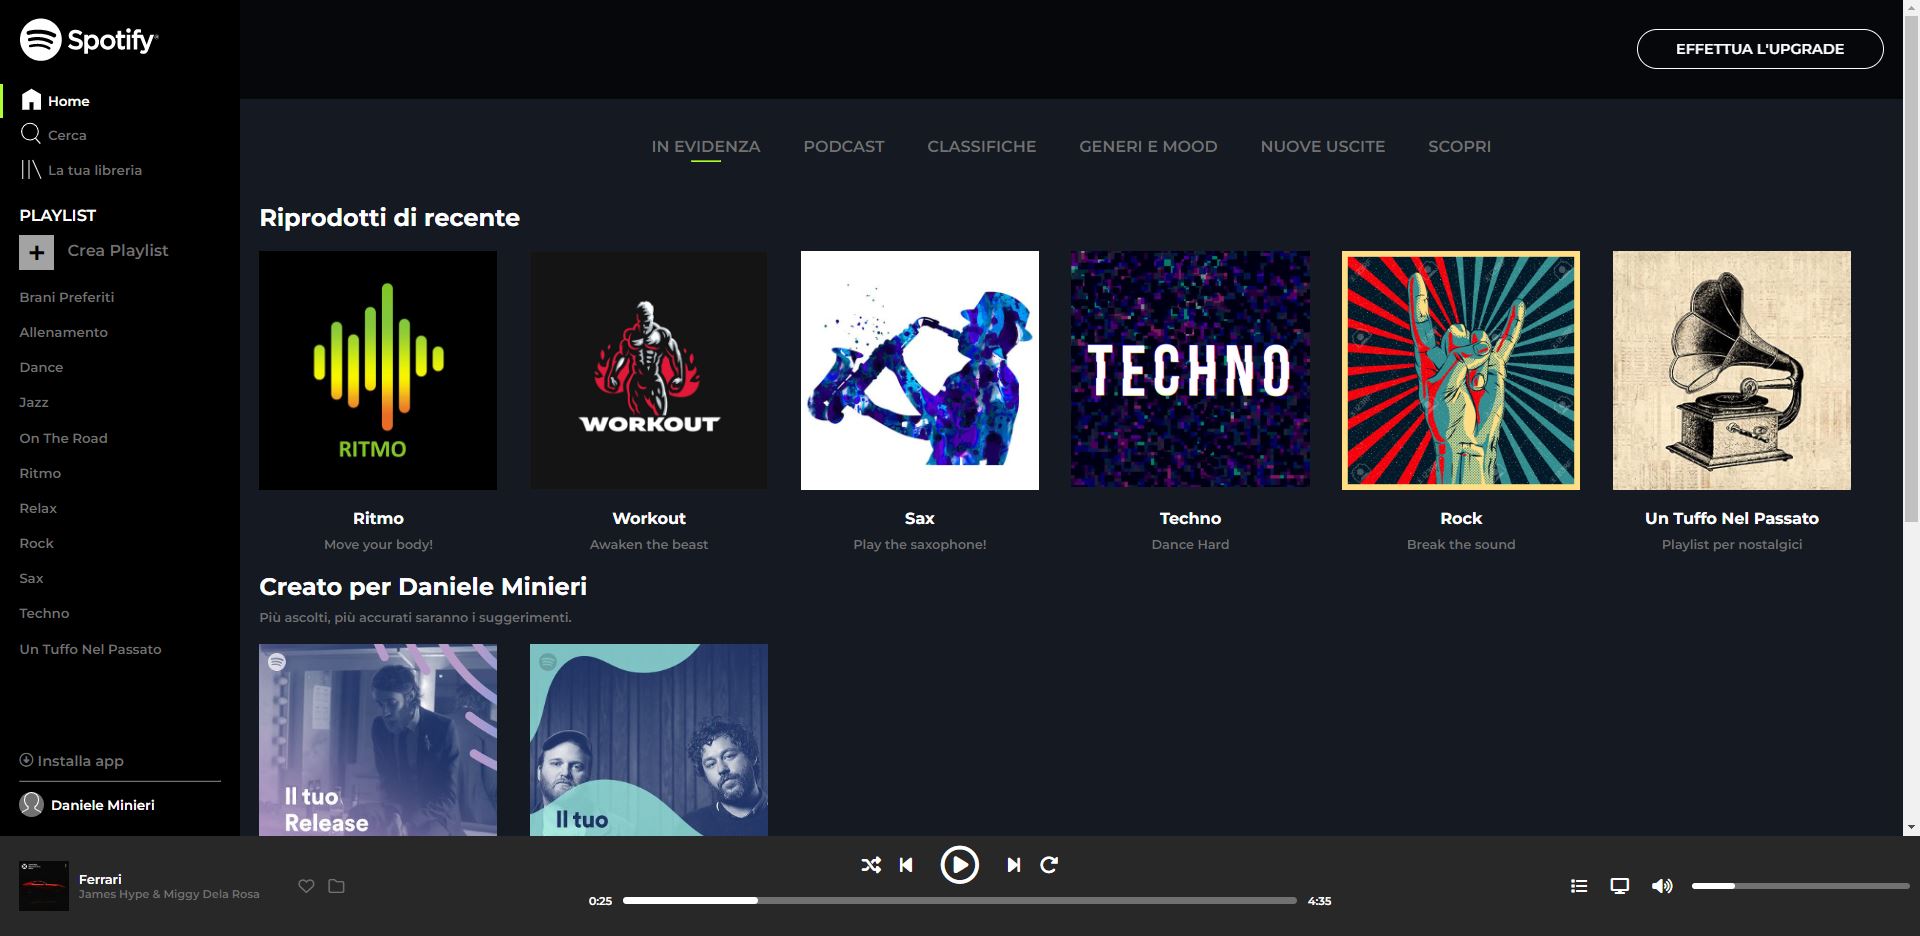 Spotify®
Home
Cerca
La tua libreria
PLAYLIST
Crea Playlist
Brani Preferiti
Allenamento
Dance
Jazz
On The Road
Ritmo
Relax
Rock
Sax
Techno
Un Tuffo Nel Passato
Installa app
Daniele Minieri
EFFETTUA L'UPGRADE
IN EVIDENZA PODCAST CLASSIFICHE GENERI E MOOD NUOVE USCITE SCOPRI
Riprodotti di recente
RITMO
WORKOUT
TECHNO
Ritmo
Move your body!
Workout
Awaken the beast
Sax
Play the saxophone!
Techno
Dance Hard
Rock
Break the sound
Un Tuffo Nel Passato
Playlist per nostalgici
Creato per Daniele Minieri
Più ascolti, più accurati saranno i suggerimenti.
Il tuo
Release
Il tuo
Ferrari
James Hype & Miggy Dela Rosa
0:25
4:35